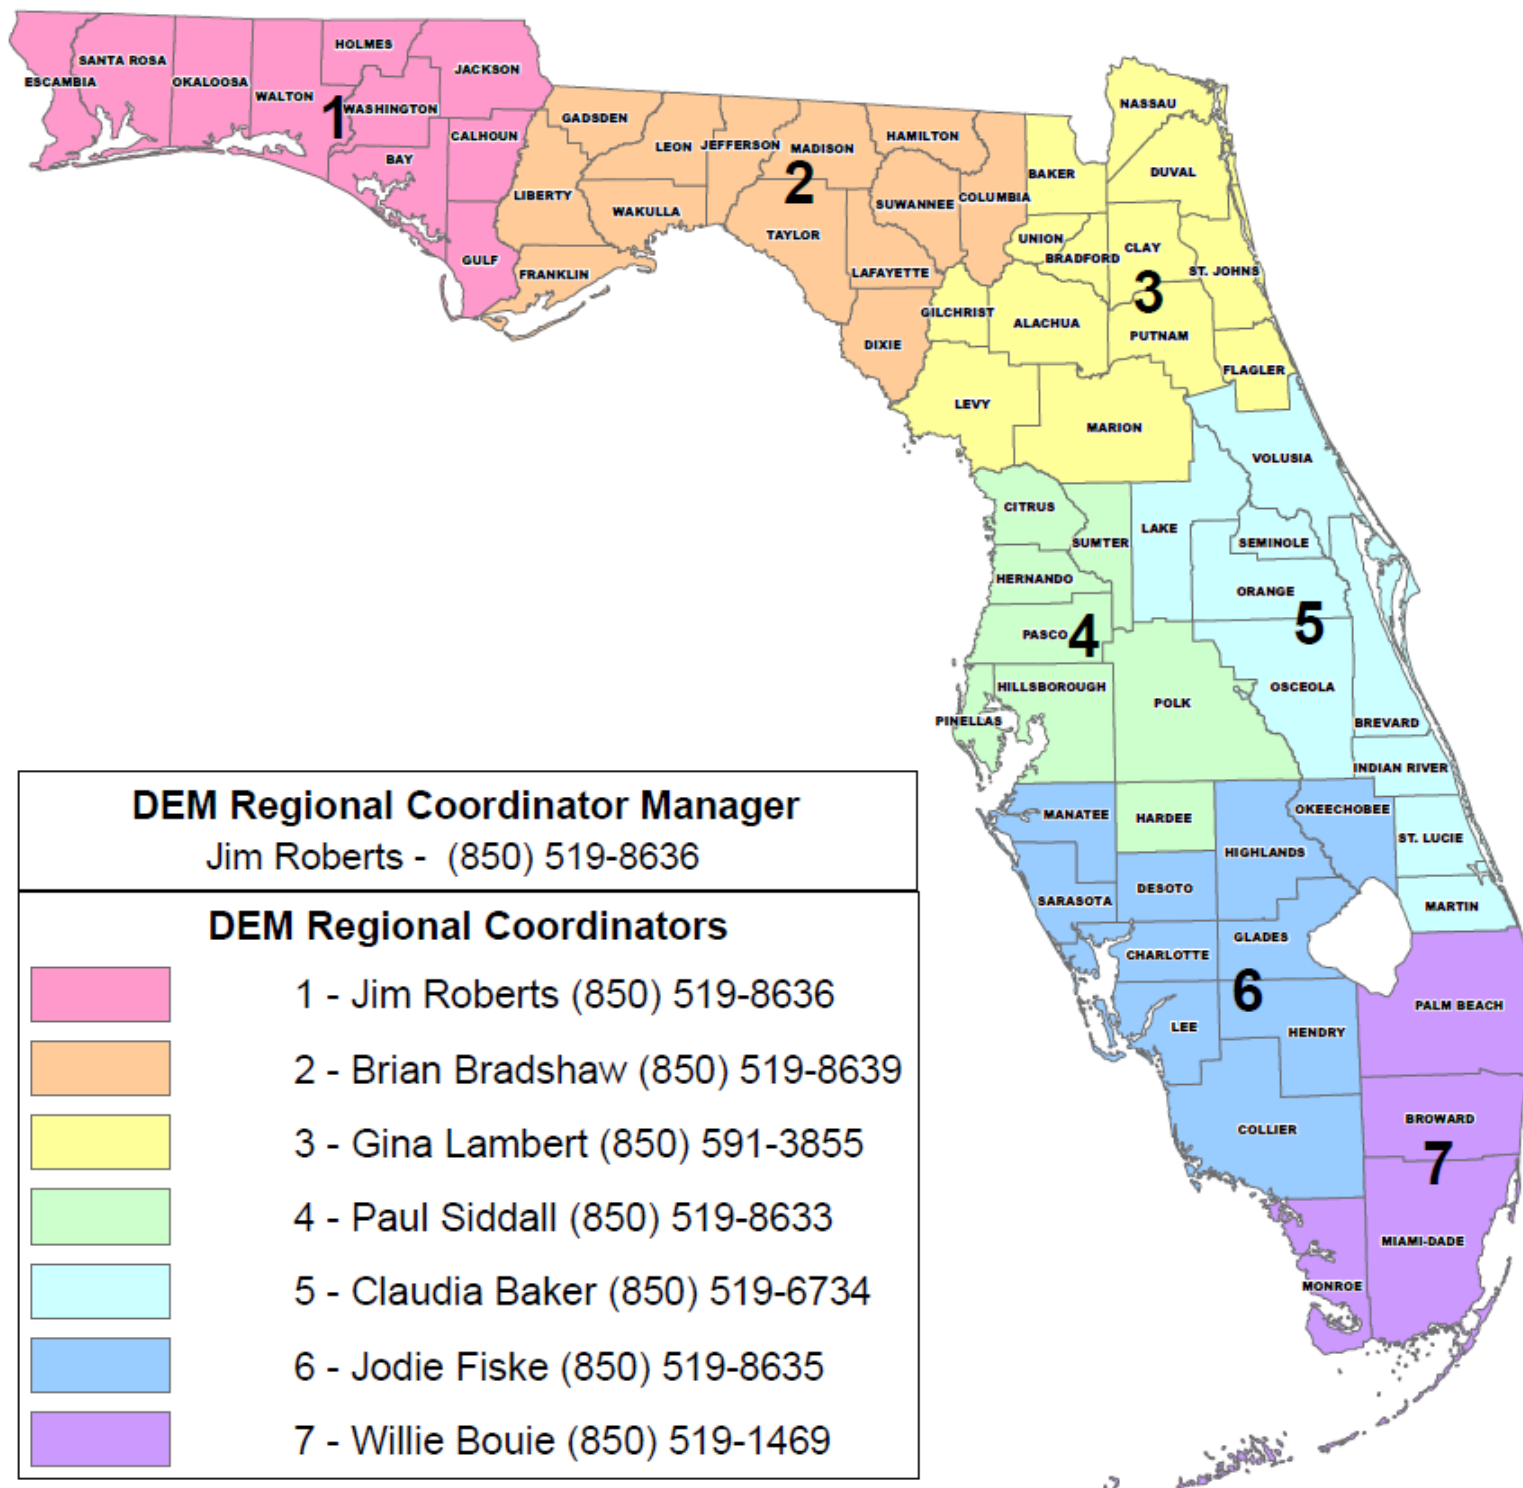 HOLMES
SANTA ROSA
JACKSON
ESCAMBIA
OKALOOSA
WALTON
1
WASHINGTON
CALHOUN
BAY
GULF
GADSDEN
LEON
JEFFERSON
MADISON
HAMILTON
2
LIBERTY
WAKULLA
SUWANNEE
COLUMBIA
TAYLOR
FRANKLIN
LAFAYETTE
DIXIE
NASSAU
BAKER
DUVAL
UNION
BRADFORD
CLAY
ST. JOHNS
3
GILCHRIST
ALACHUA
PUTNAM
FLAGLER
LEVY
MARION
VOLUSIA
CITRUS
SUMTER
LAKE
SEMINOLE
HERNANDO
ORANGE
5
PASCO
4
HILLSBOROUGH
POLK
OSCEOLA
PINELLAS
BREVARD
INDIAN RIVER
MANATEE
HARDEE
OKEECHOBEE
ST. LUCIE
HIGHLANDS
SARASOTA
DESOTO
MARTIN
CHARLOTTE
GLADES
6
LEE
HENDRY
PALM BEACH
COLLIER
BROWARD
7
MIAMI-DADE
MONROE
DEM Regional Coordinator Manager
Jim Roberts - (850) 519-8636
DEM Regional Coordinators
1 - Jim Roberts (850) 519-8636
2 - Brian Bradshaw (850) 519-8639
3 - Gina Lambert (850) 591-3855
4 - Paul Siddall (850) 519-8633
5 - Claudia Baker (850) 519-6734
6 - Jodie Fiske (850) 519-8635
7 - Willie Bouie (850) 519-1469